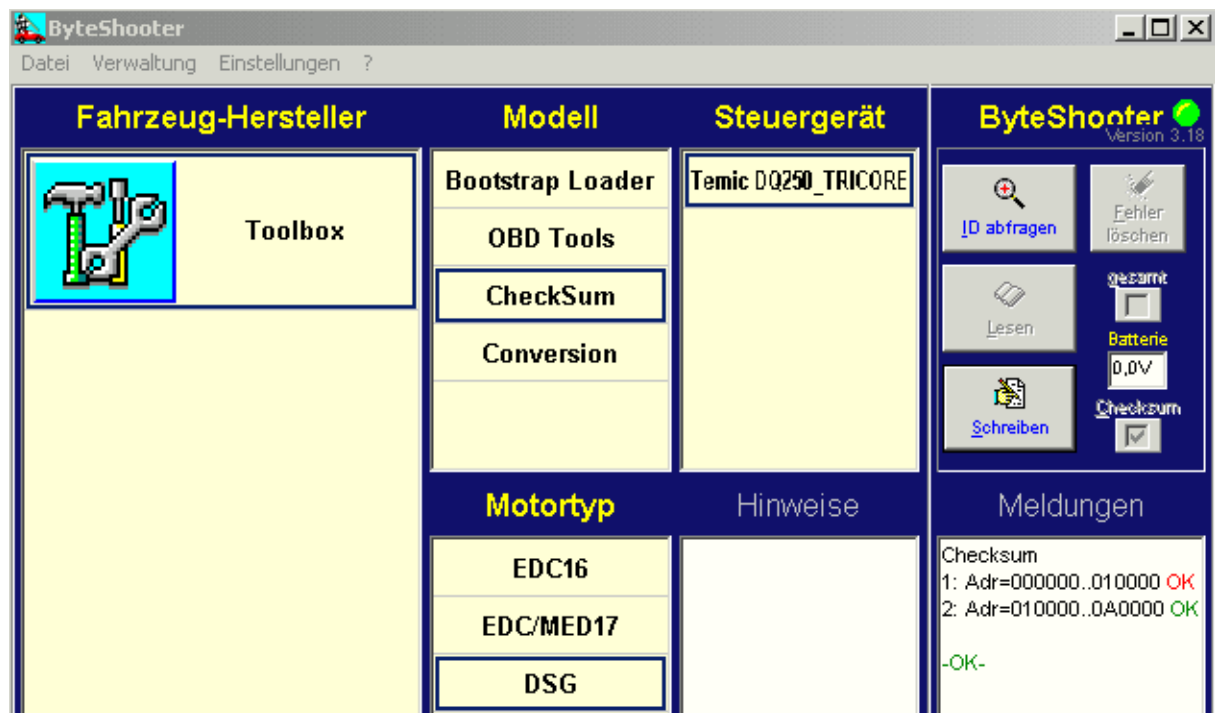 ByteShooter
Datei Verwaltung Einstellungen ?
Fahrzeug-Hersteller
Toolbox
Modell
Bootstrap Loader
OBD Tools
CheckSum
Conversion
Steuergerät
Temic DQ250_TRICORE
Motortyp
EDC16
EDC/MED17
DSG
Hinweise
ByteShooter
Version 3.18
ID abfragen
Fehler
löschen
Lesen
gesamt
Batterie
0,0V
Schreiben
Checksum
Meldungen
Checksum
1: Adr=000000..010000 OK
2: Adr=010000..0A0000 OK
-OK-